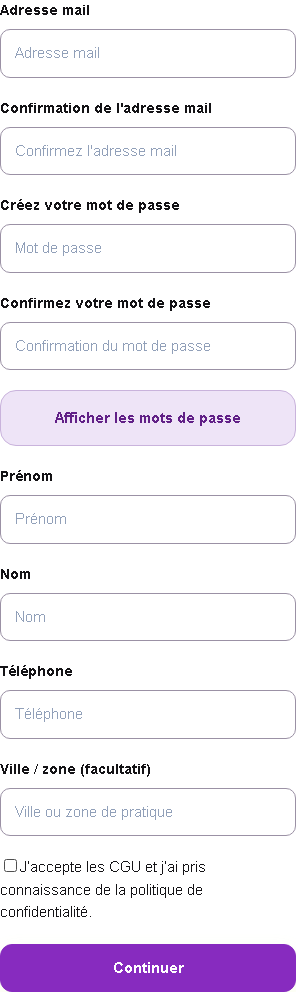 Adresse mail
Adresse mail
Confirmation de l'adresse mail
Confirmez l'adresse mail
Créez votre mot de passe
Mot de passe
Confirmez votre mot de passe
Confirmation du mot de passe
Afficher les mots de passe
Prénom
Prénom
Nom
Nom
Téléphone
Téléphone
Ville / zone (facultatif)
Ville ou zone de pratique
J'accepte les CGU et j'ai pris
connaissance de la politique de
confidentialité.
Continuer